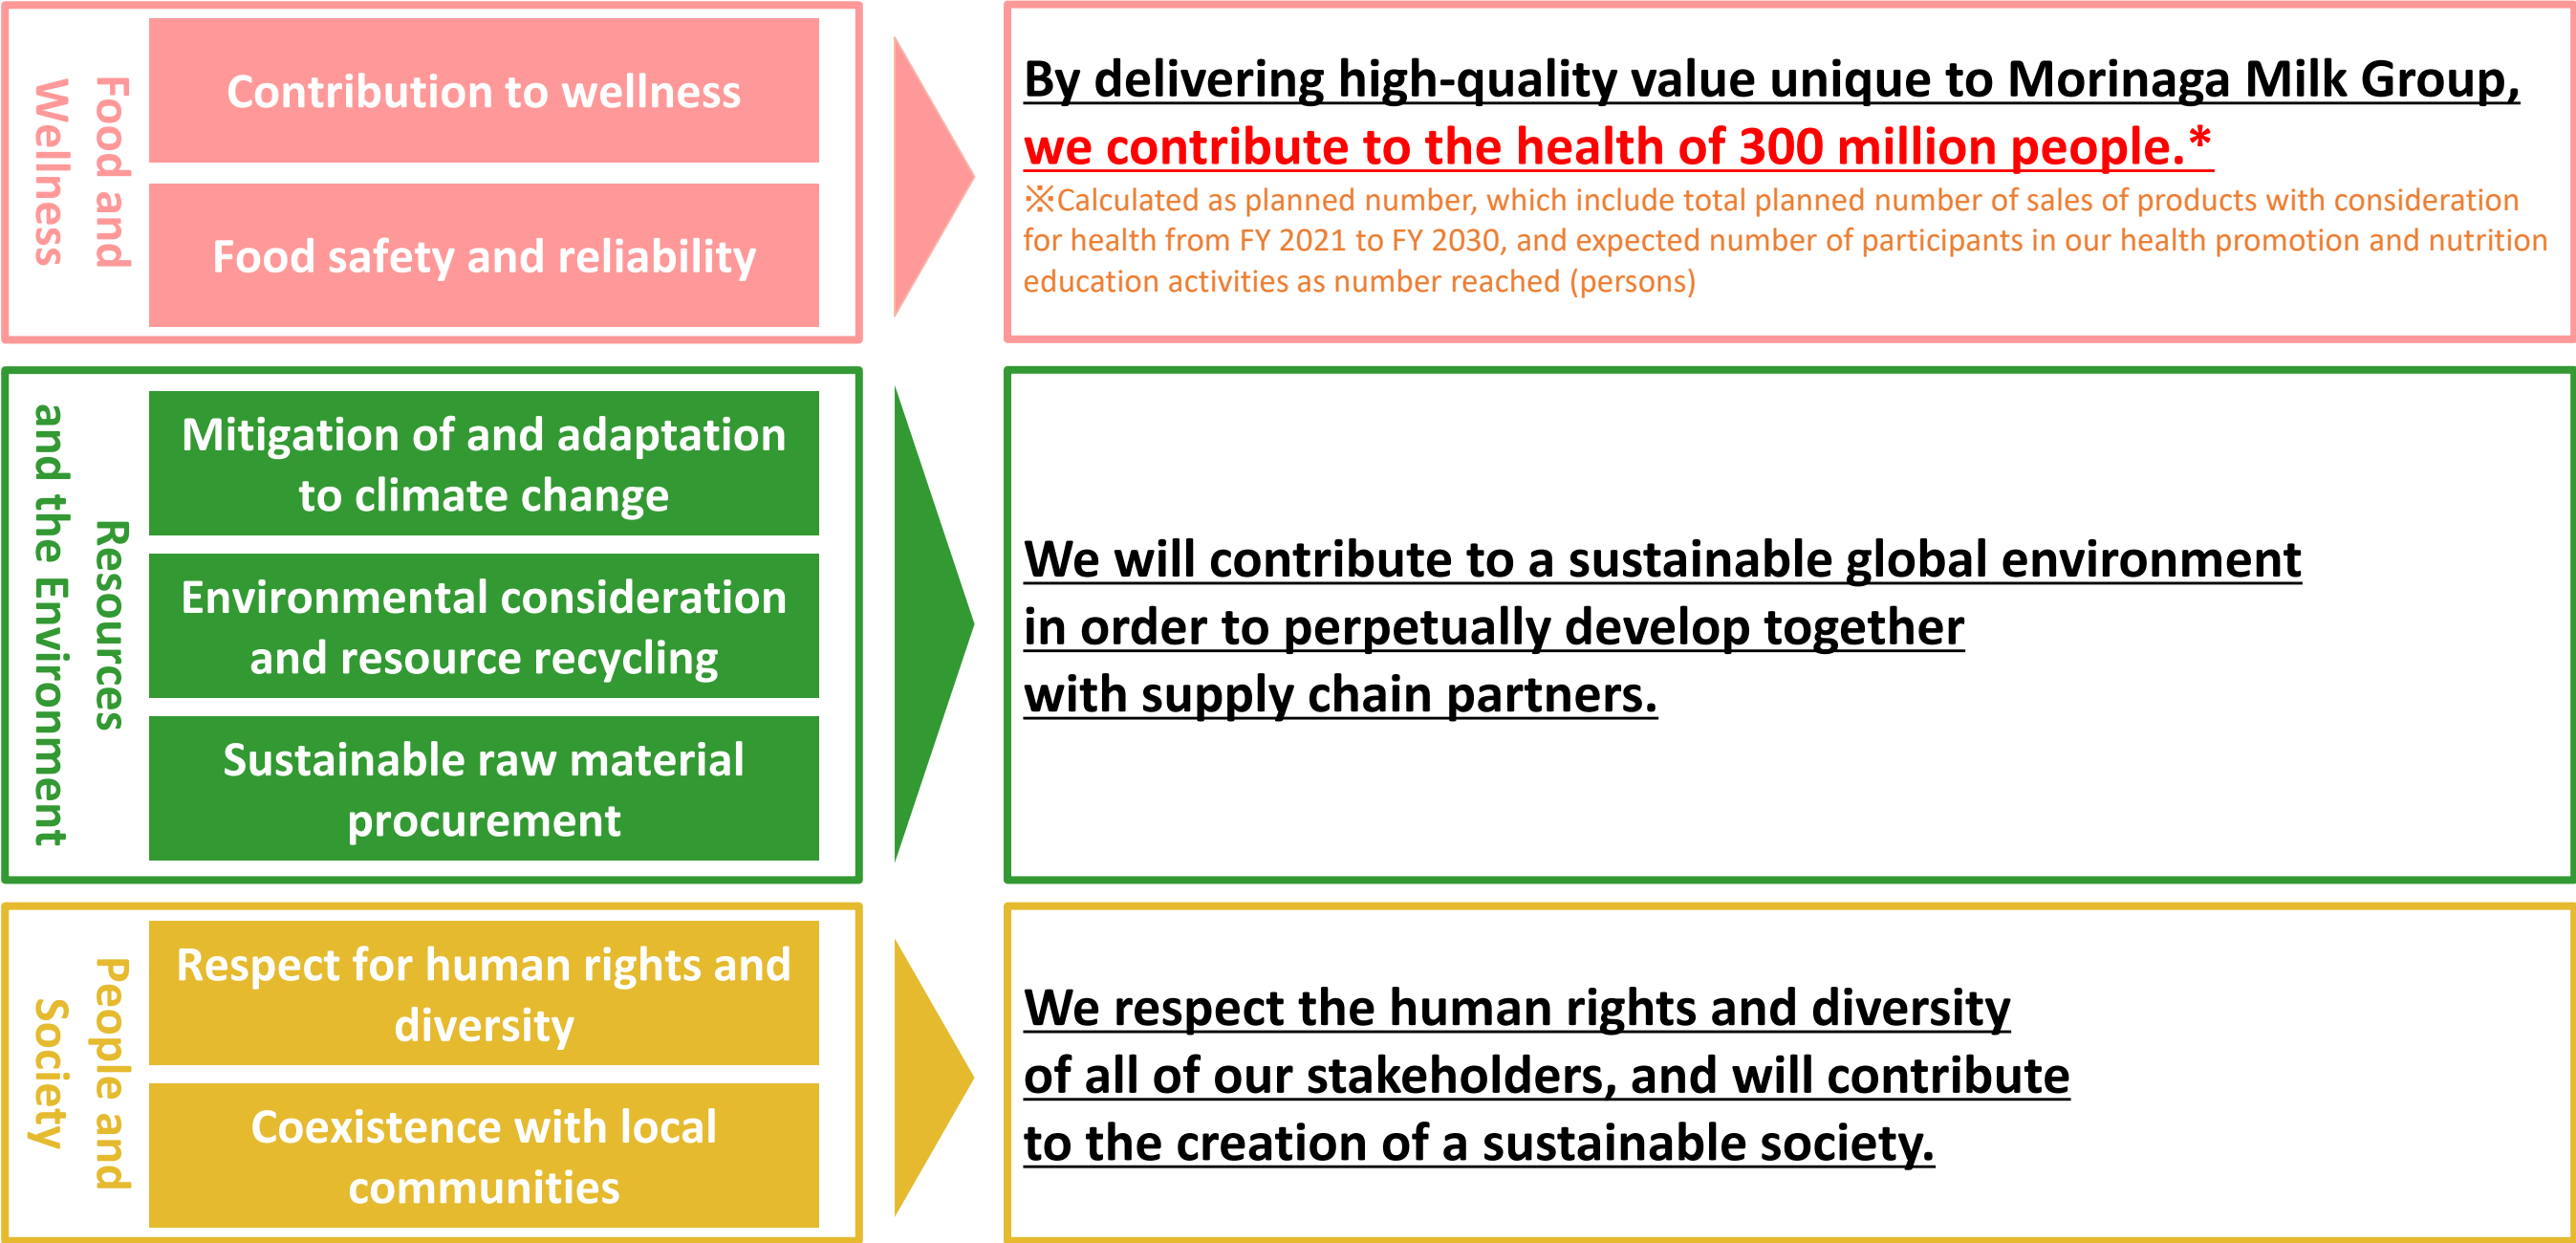 Food and
Wellness
Contribution to wellness
Food safety and reliability
By delivering high-quality value unique to Morinaga Milk Group,
we contribute to the health of 300 million people.*
※Calculated as planned number, which include total planned number of sales of products with consideration
for health from FY 2021 to FY 2030, and expected number of participants in our health promotion and nutrition
education activities as number reached (persons)
Resources
and the Environment
Mitigation of and adaptation
to climate change
Environmental consideration
and resource recycling
Sustainable raw material
procurement
We will contribute to a sustainable global environment
in order to perpetually develop together
with supply chain partners.
People and
Society
Respect for human rights and
diversity
Coexistence with local
communities
We respect the human rights and diversity
of all of our stakeholders, and will contribute
to the creation of a sustainable society.